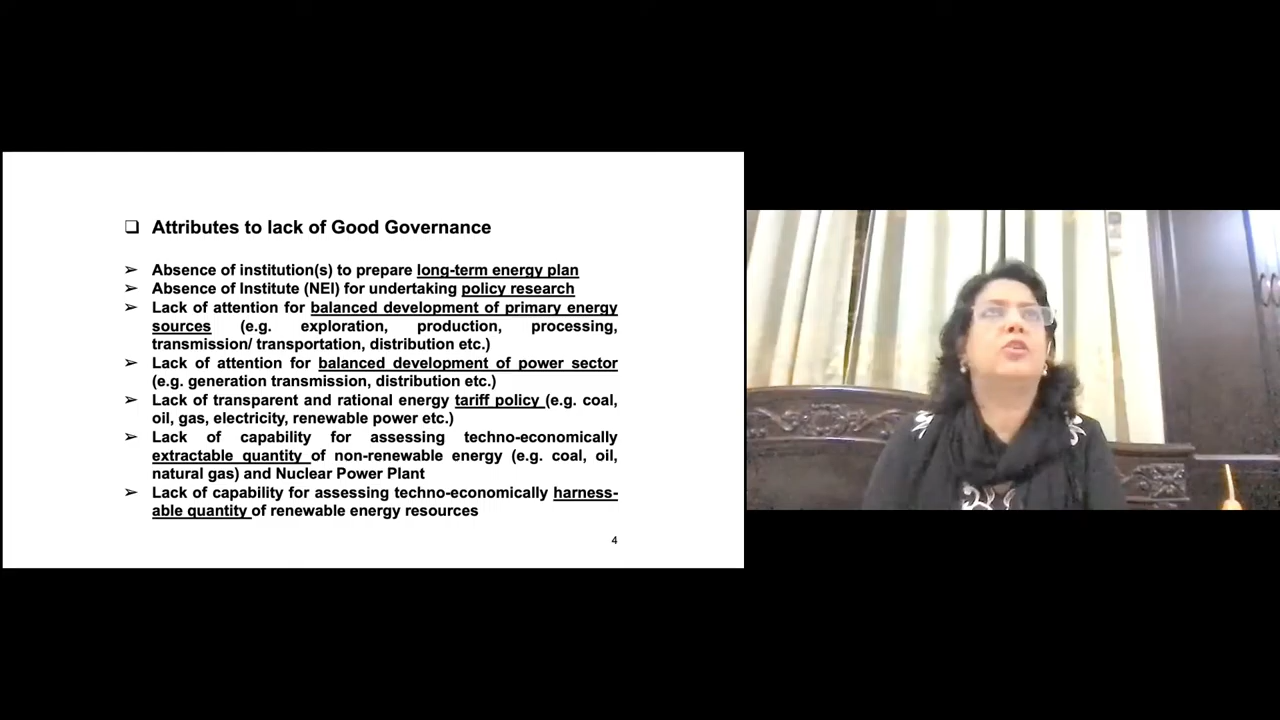 ❑ Attributes to lack of Good Governance
➢ Absence of institution(s) to prepare long-term energy plan
➢ Absence of Institute (NEI) for undertaking policy research
➢ Lack of attention for balanced development of primary energy
sources (e.g. exploration, production, processing,
transmission/ transportation, distribution etc.)
➢ Lack of attention for balanced development of power sector
(e.g. generation transmission, distribution etc.)
➢ Lack of transparent and rational energy tariff policy (e.g. coal,
oil, gas, electricity, renewable power etc.)
➢ Lack of capability for assessing techno-economically
extractable quantity of non-renewable energy (e.g. coal, oil,
natural gas) and Nuclear Power Plant
➢ Lack of capability for assessing techno-economically harness-
able quantity of renewable energy resources
4